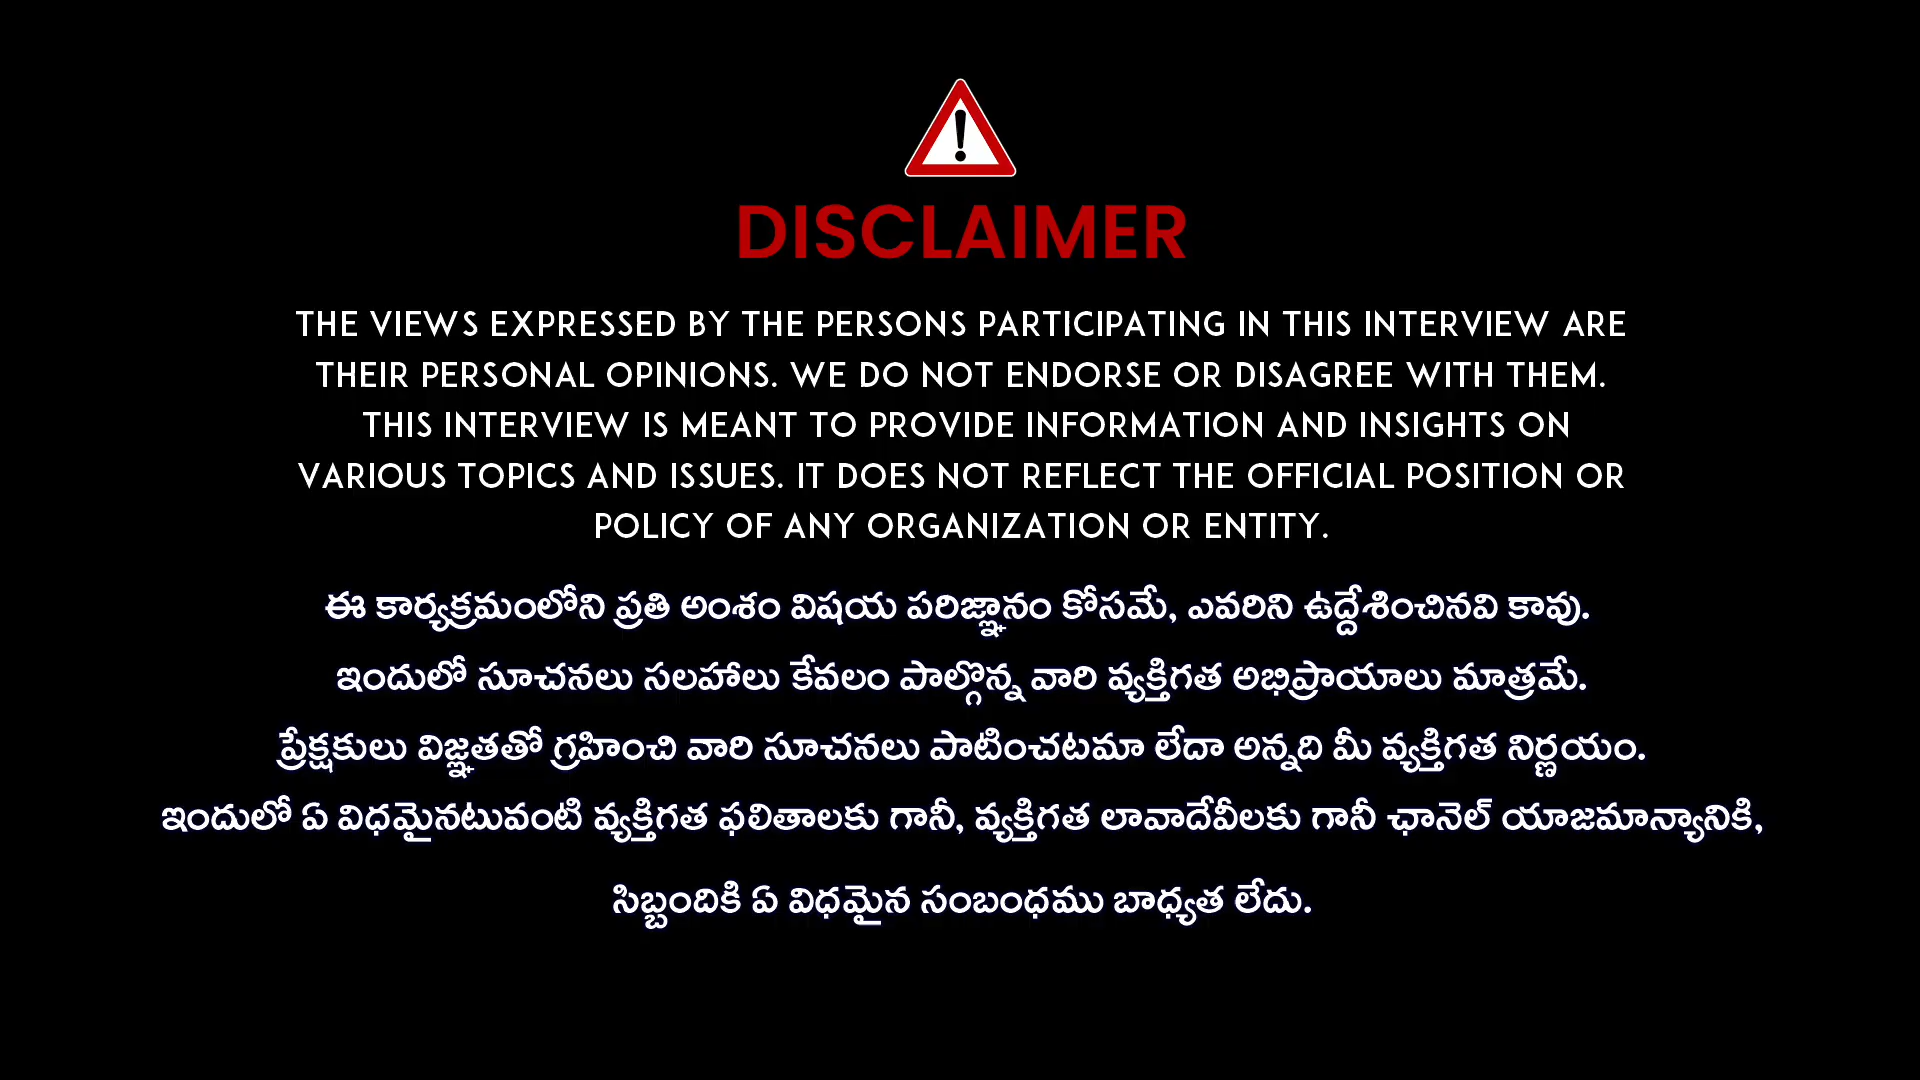 DISCLAIMER
THE VIEWS EXPRESSED BY THE PERSONS PARTICIPATING IN THIS INTERVIEW ARE
THEIR PERSONAL OPINIONS. WE DO NOT ENDORSE OR DISAGREE WITH THEM.
THIS INTERVIEW IS MEANT TO PROVIDE INFORMATION AND INSIGHTS ON
VARIOUS TOPICS AND ISSUES. IT DOES NOT REFLECT THE OFFICIAL POSITION OR
POLICY OF ANY ORGANIZATION OR ENTITY.
ఈ కార్యక్రమంలోని ప్రతి అంశం విషయ పరిజ్ఞానం కోసమే, ఎవరిని ఉద్దేశించినవి కావు.
ఇందులో సూచనలు సలహాలు కేవలం పాల్గొన్న వారి వ్యక్తిగత అభిప్రాయాలు మాత్రమే.
ప్రేక్షకులు విజ్ఞతతో గ్రహించి వారి సూచనలు పాటించటమా లేదా అన్నది మీ వ్యక్తిగత నిర్ణయం.
ఇందులో ఏ విధమైనటువంటి వ్యక్తిగత ఫలితాలకు గానీ, వ్యక్తిగత లావాదేవీలకు గానీ ఛానెల్ యాజమాన్యానికి,
సిబ్బందికి ఏ విధమైన సంబంధము బాధ్యత లేదు.